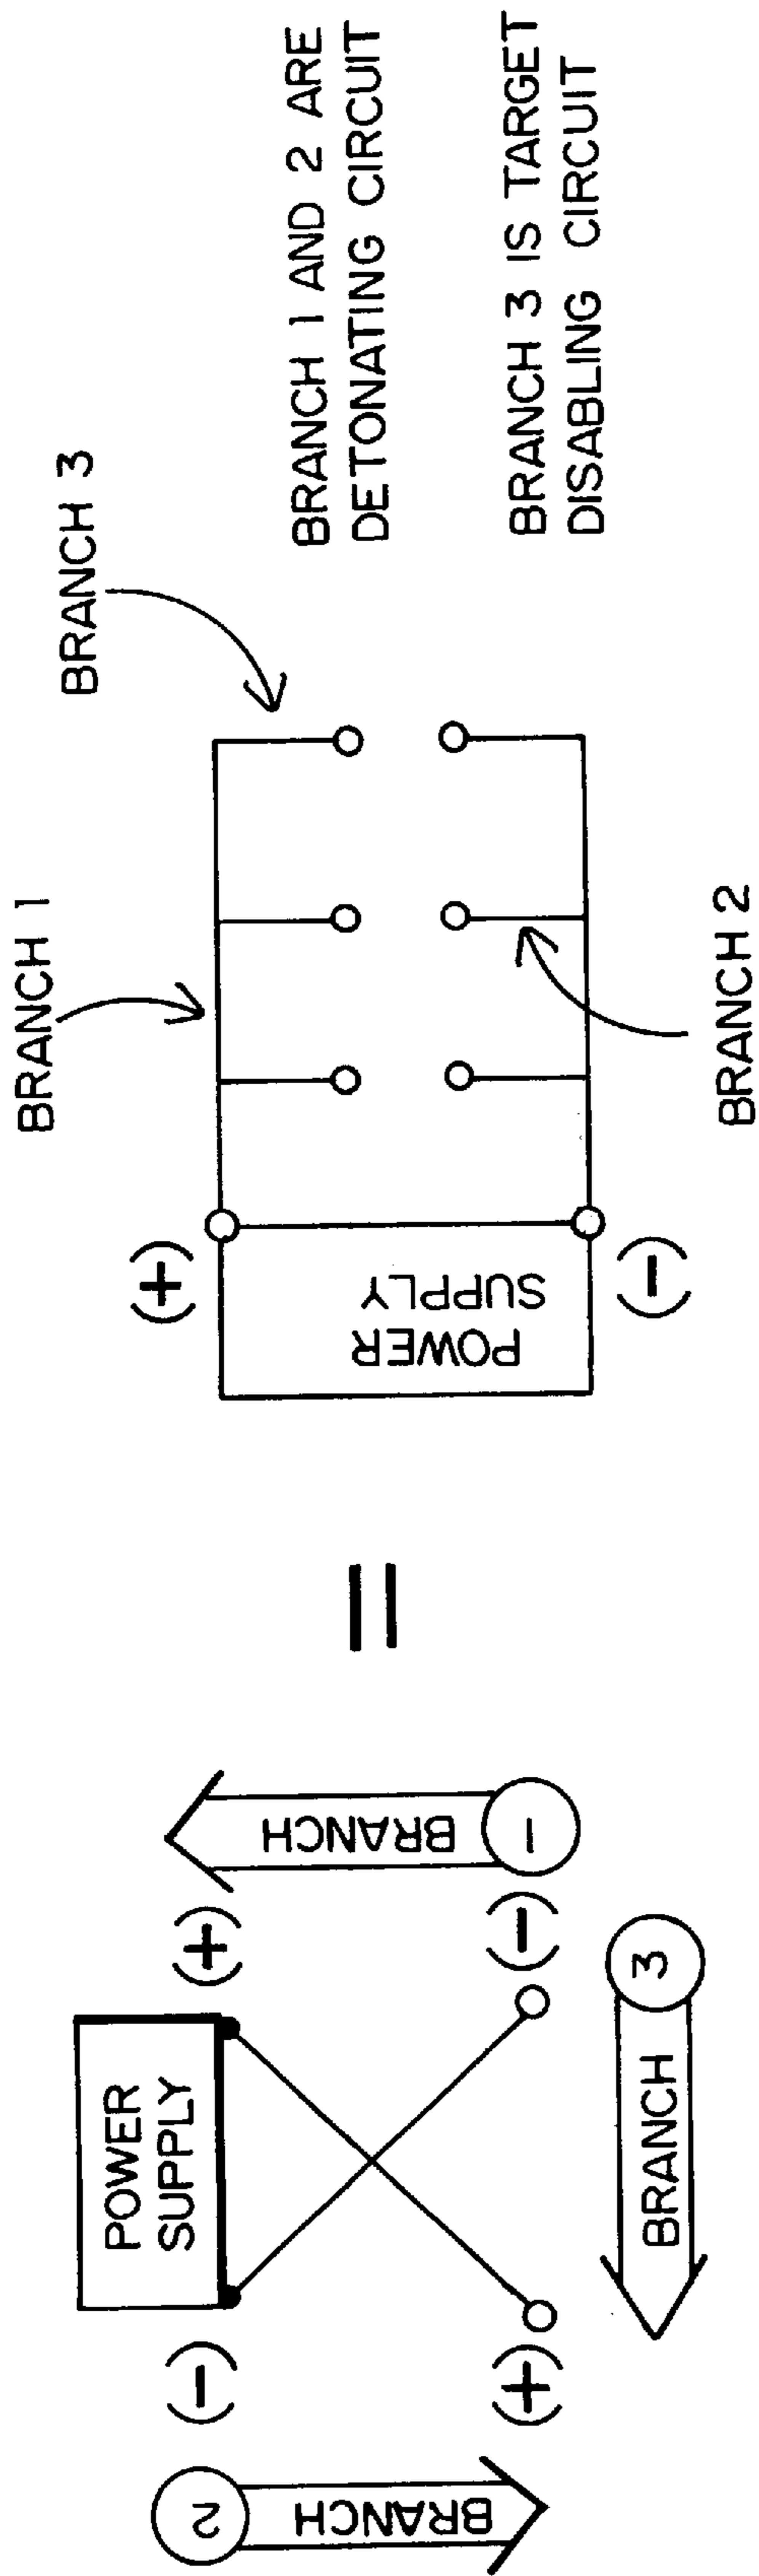 POWER
SUPPLY
(−)
(+)
(+)
(−)
2
BRANCH
1
BRANCH
3
BRANCH
=
POWER
SUPPLY
(+)
(−)
BRANCH 1
BRANCH 2
BRANCH 3
BRANCH 1 AND 2 ARE
DETONATING CIRCUIT
BRANCH 3 IS TARGET
DISABLING CIRCUIT